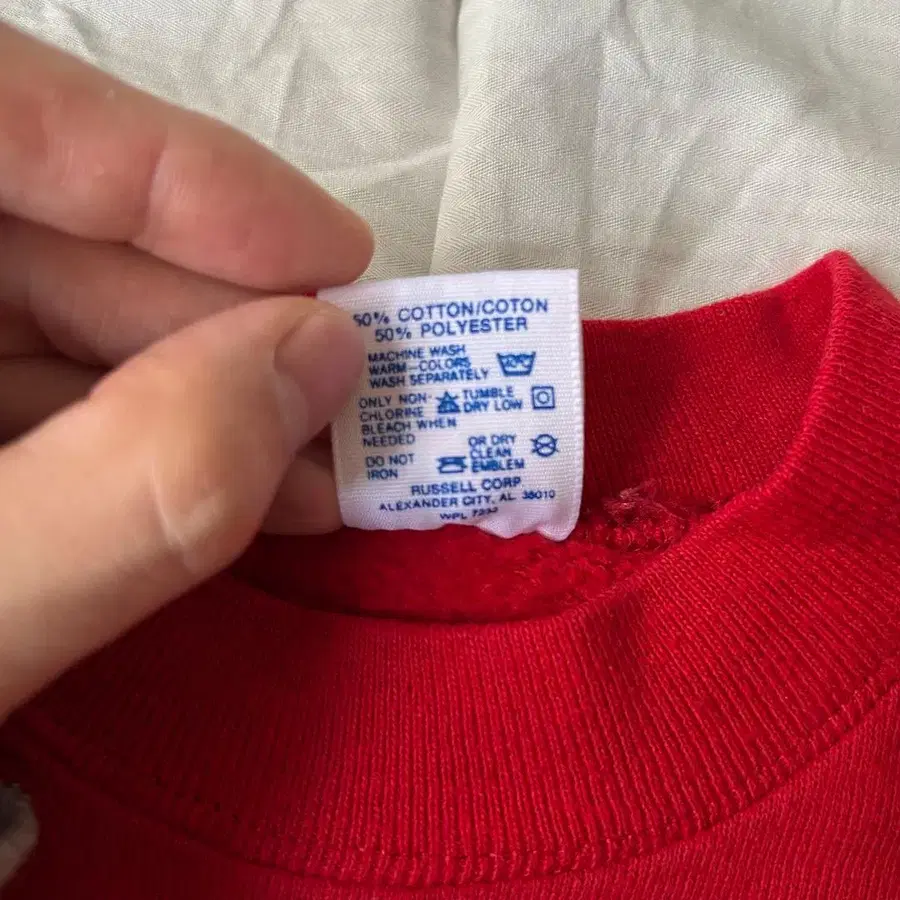 50% COTTON/COTON
50% POLYESTER
MACHINE WASH
WARM-COLORS
WASH SEPARATELY
ONLY NON-
CHLORINE
BLEACH WHEN
NEEDED
TUMBLE
DRY LOW
DO NOT
IRON
OR DRY
CLEAN
EMBLEM
RUSSELL CORP.
ALEXANDER CITY, AL 35010
WPL